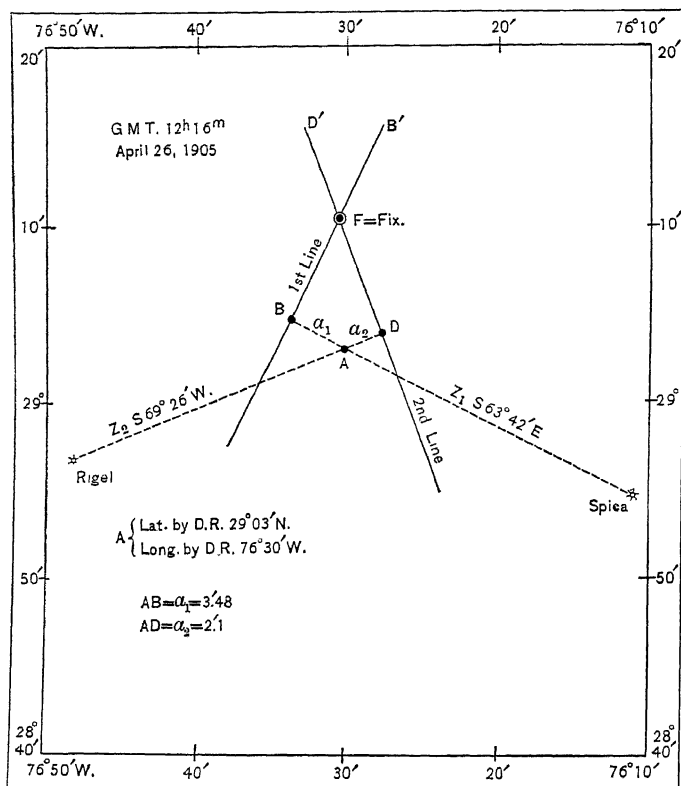 76°50′W. 40′ 30′ 20′ 76°10′
20′ 20′
G M T. 12ʰ16ᵐ
April 26, 1905
D′ B′
F=Fix.
10′ 10′
1st Line
B a₁ a₂ D
A
29° 29°
Z₂ S 69° 26′ W.
Z₁ S 63° 42′ E
2nd Line
Rigel
Spica
A { Lat. by D.R. 29° 03′ N.
Long. by D.R. 76° 30′ W.
50′ 50′
AB=a₁=3′.48
AD=a₂=2′.1
28° 28°
40′ 40′
76°50′W. 40′ 30′ 20′ 76°10′